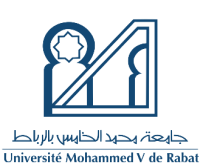 جامعة محمد الخامس بالرباط
Université Mohammed V de Rabat